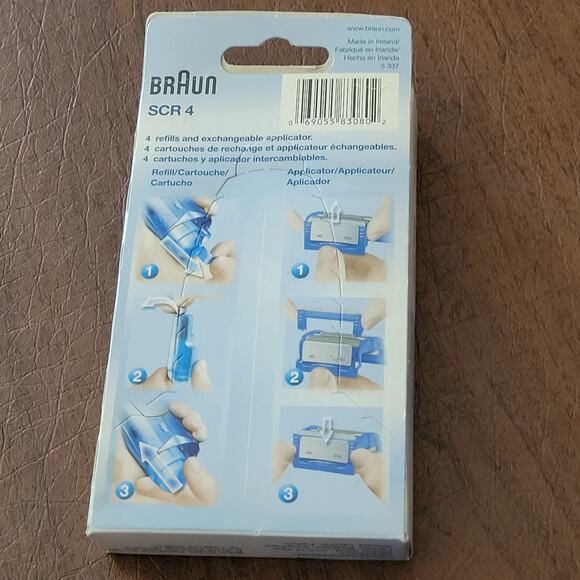 www.braun.com
Made in Ireland/
Fabriqué en Irlande/
Hecho en Irlanda
5 337
BRAUN
SCR 4
0 69055 83080 2
4 refills and exchangeable applicator.
4 cartouches de rechange et applicateur échangeables.
4 cartuchos y aplicador intercambiables.
Refill/Cartouche/
Cartucho
Applicator/Applicateur/
Aplicador
1
1
2
2
3
3